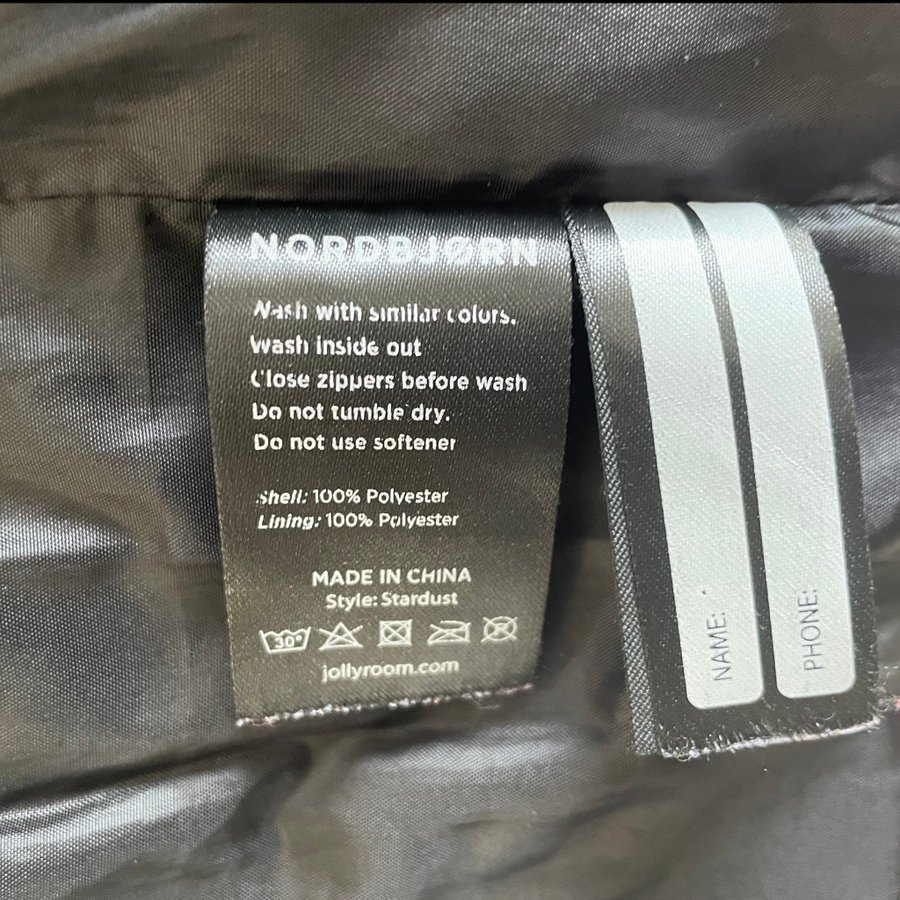 NORDBJØRN
Wash with similar colors.
Wash inside out
Close zippers before wash
Do not tumble dry.
Do not use softener
Shell: 100% Polyester
Lining: 100% Polyester
MADE IN CHINA
Style: Stardust
30°
jollyroom.com
NAME:
PHONE: